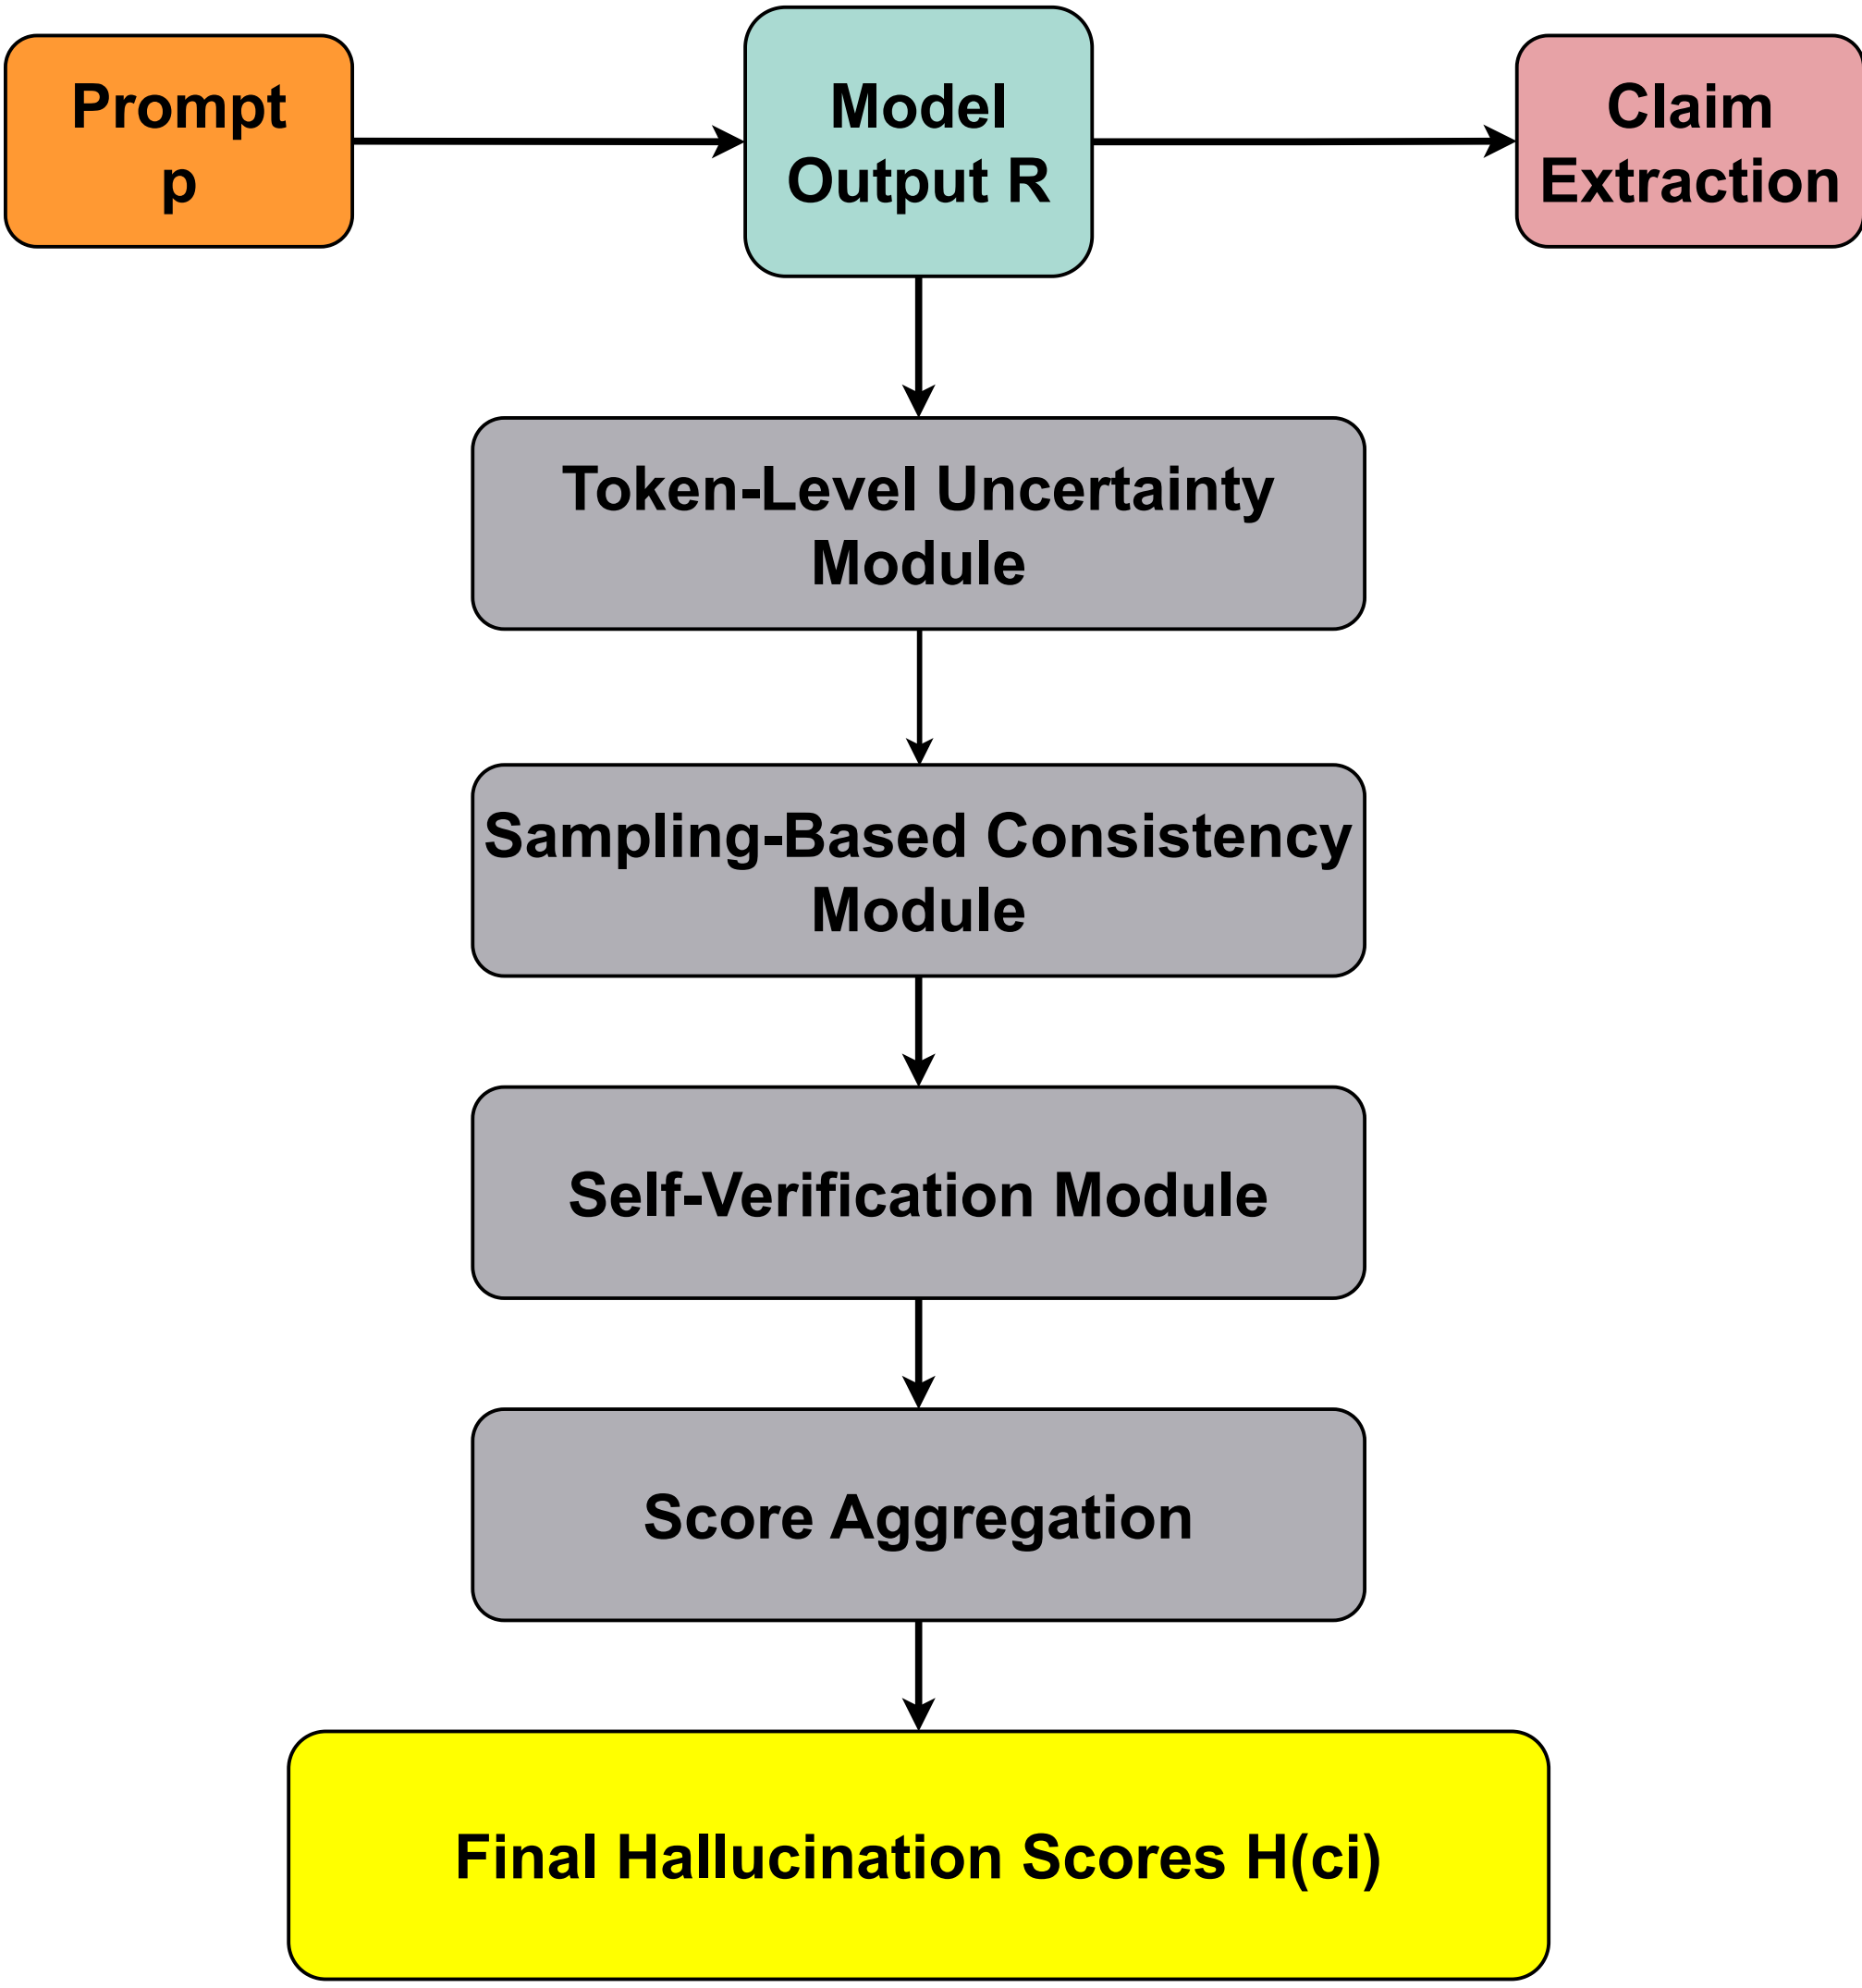 Prompt
p
Model
Output R
Claim
Extraction
Token-Level Uncertainty
Module
Sampling-Based Consistency
Module
Self-Verification Module
Score Aggregation
Final Hallucination Scores H(ci)